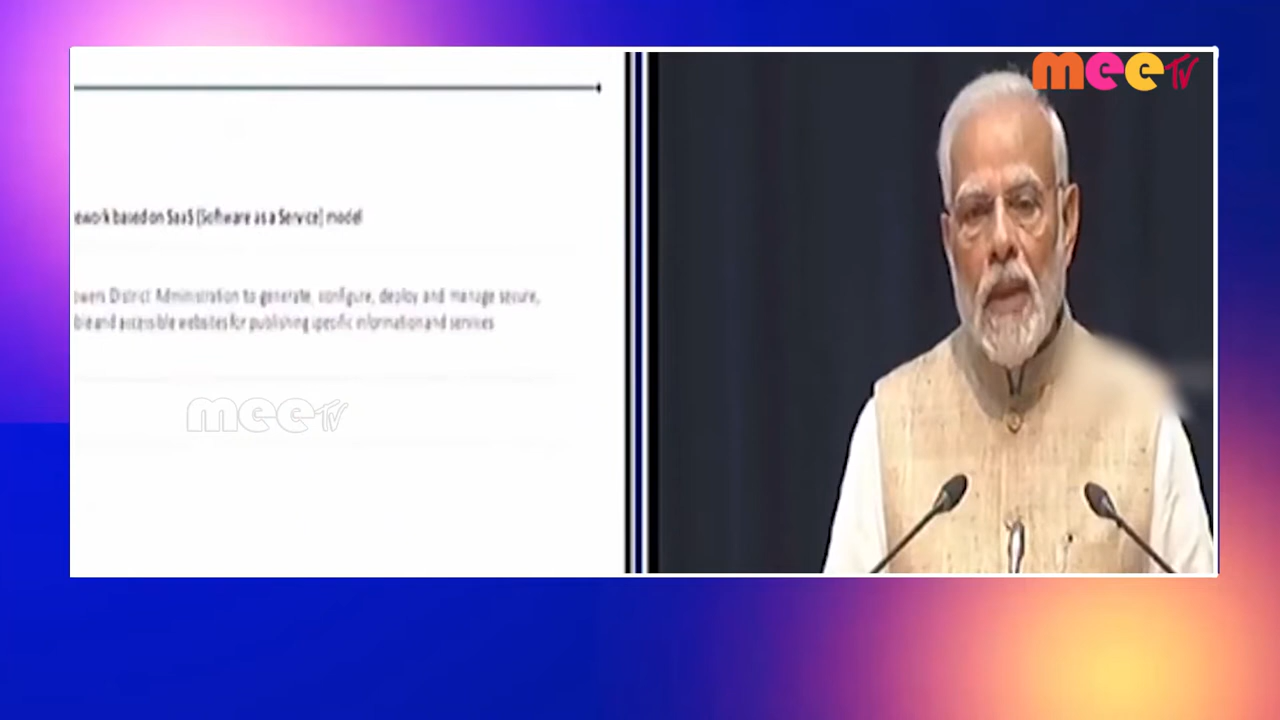 mee TV
ework based on SaaS [Software as a Service] model
owers District Administration to generate, configure, deploy and manage secure,
ble and accessible websites for publishing specific information and services
mee TV